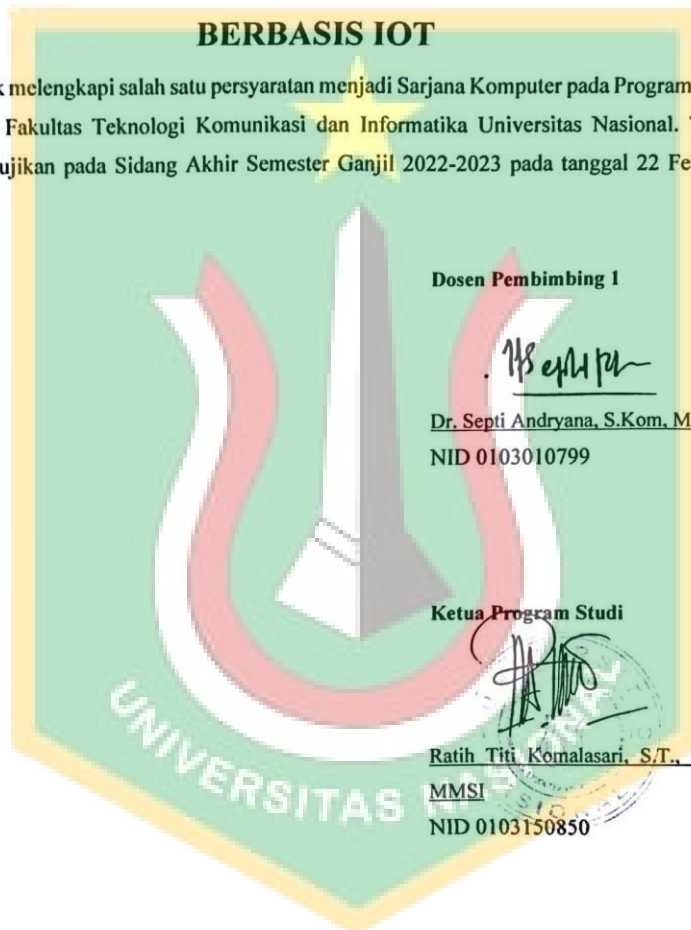 BERBASIS IOT
melengkapi salah satu persyaratan menjadi Sarjana Komputer pada Program
Fakultas Teknologi Komunikasi dan Informatika Universitas Nasional.
ujikan pada Sidang Akhir Semester Ganjil 2022-2023 pada tanggal 22 Fe
Dosen Pembimbing 1
Dr. Septi Andryana, S.Kom, M
NID 0103010799
Ketua Program Studi
Ratih Titi Komalasari, S.T.,
MMSI
NID 0103150850
UNIVERSITAS NASIONAL